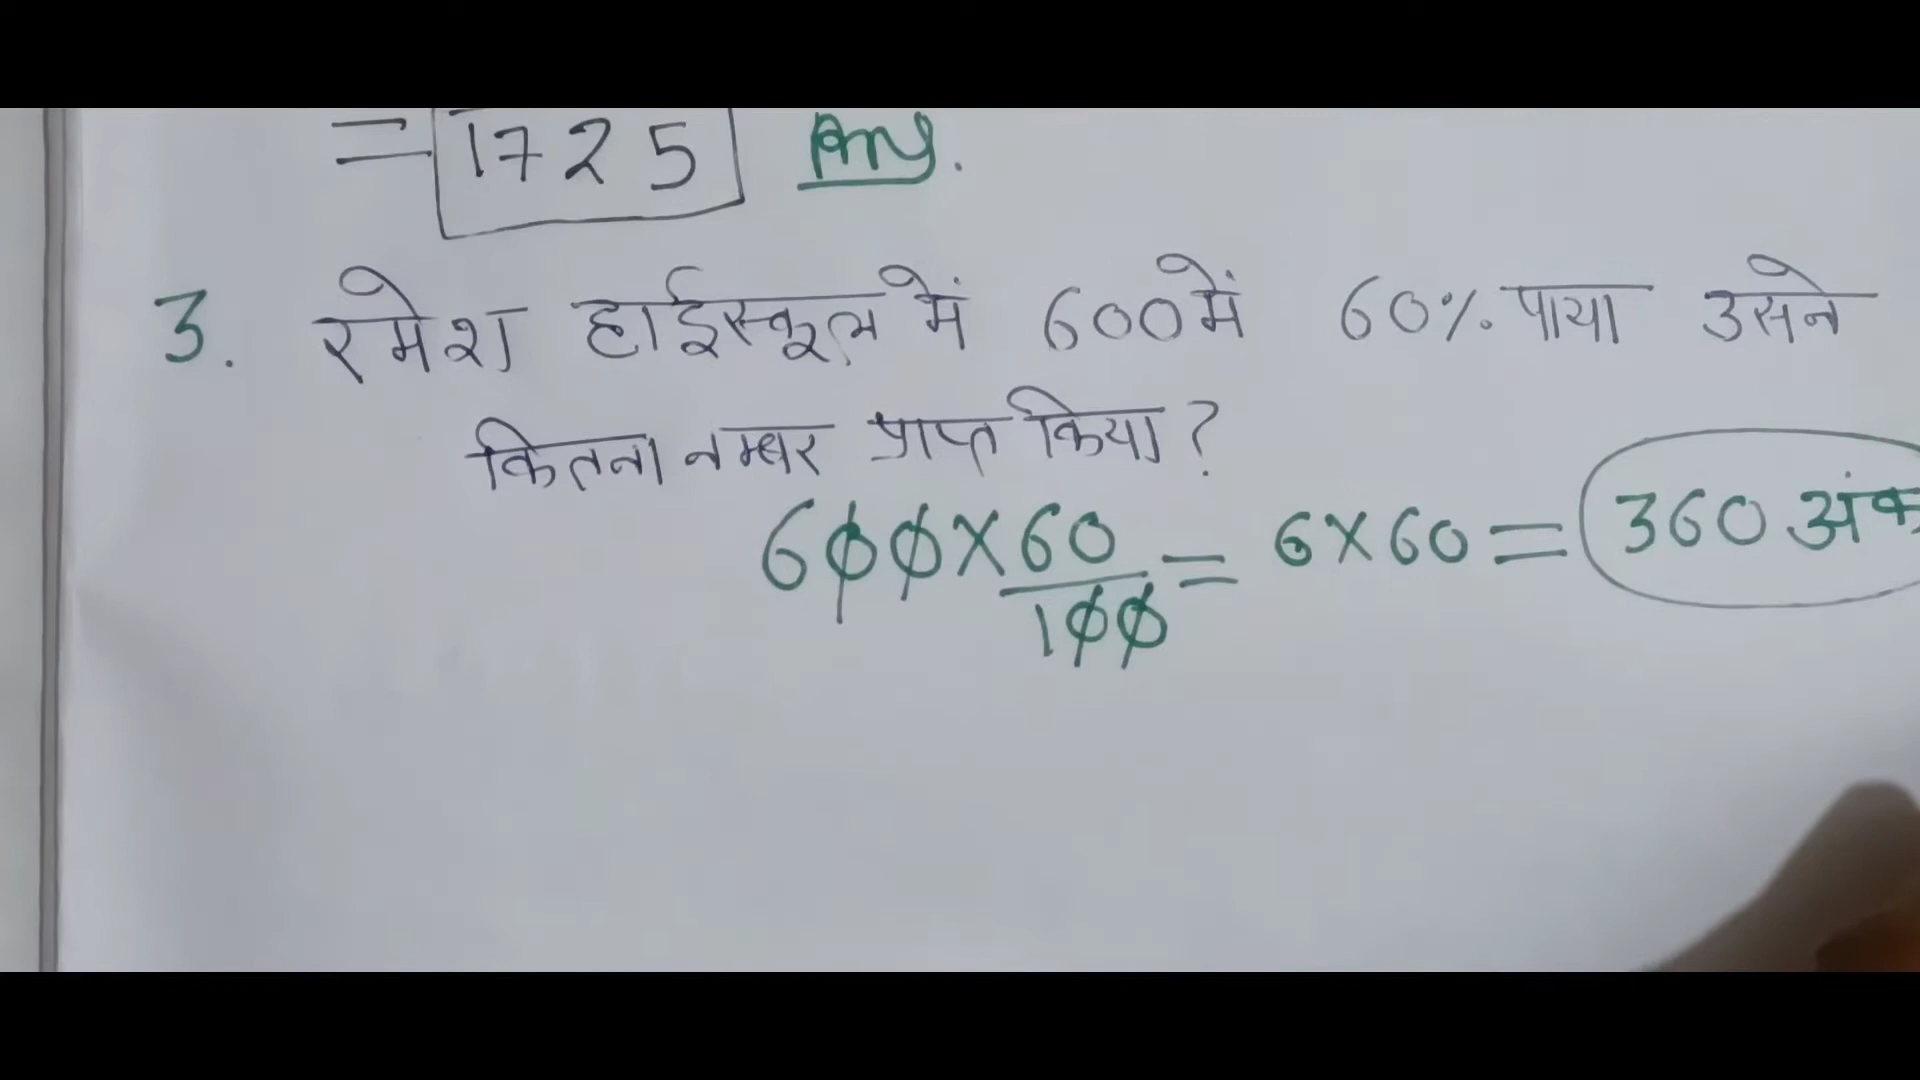 = 1725 Ans.
3. रमेश हाईस्कूल में 600 में 60% पाया उसने
कितना नम्बर प्राप्त किया ?
600 × 60 / 100 = 6 × 60 = 360 अंक